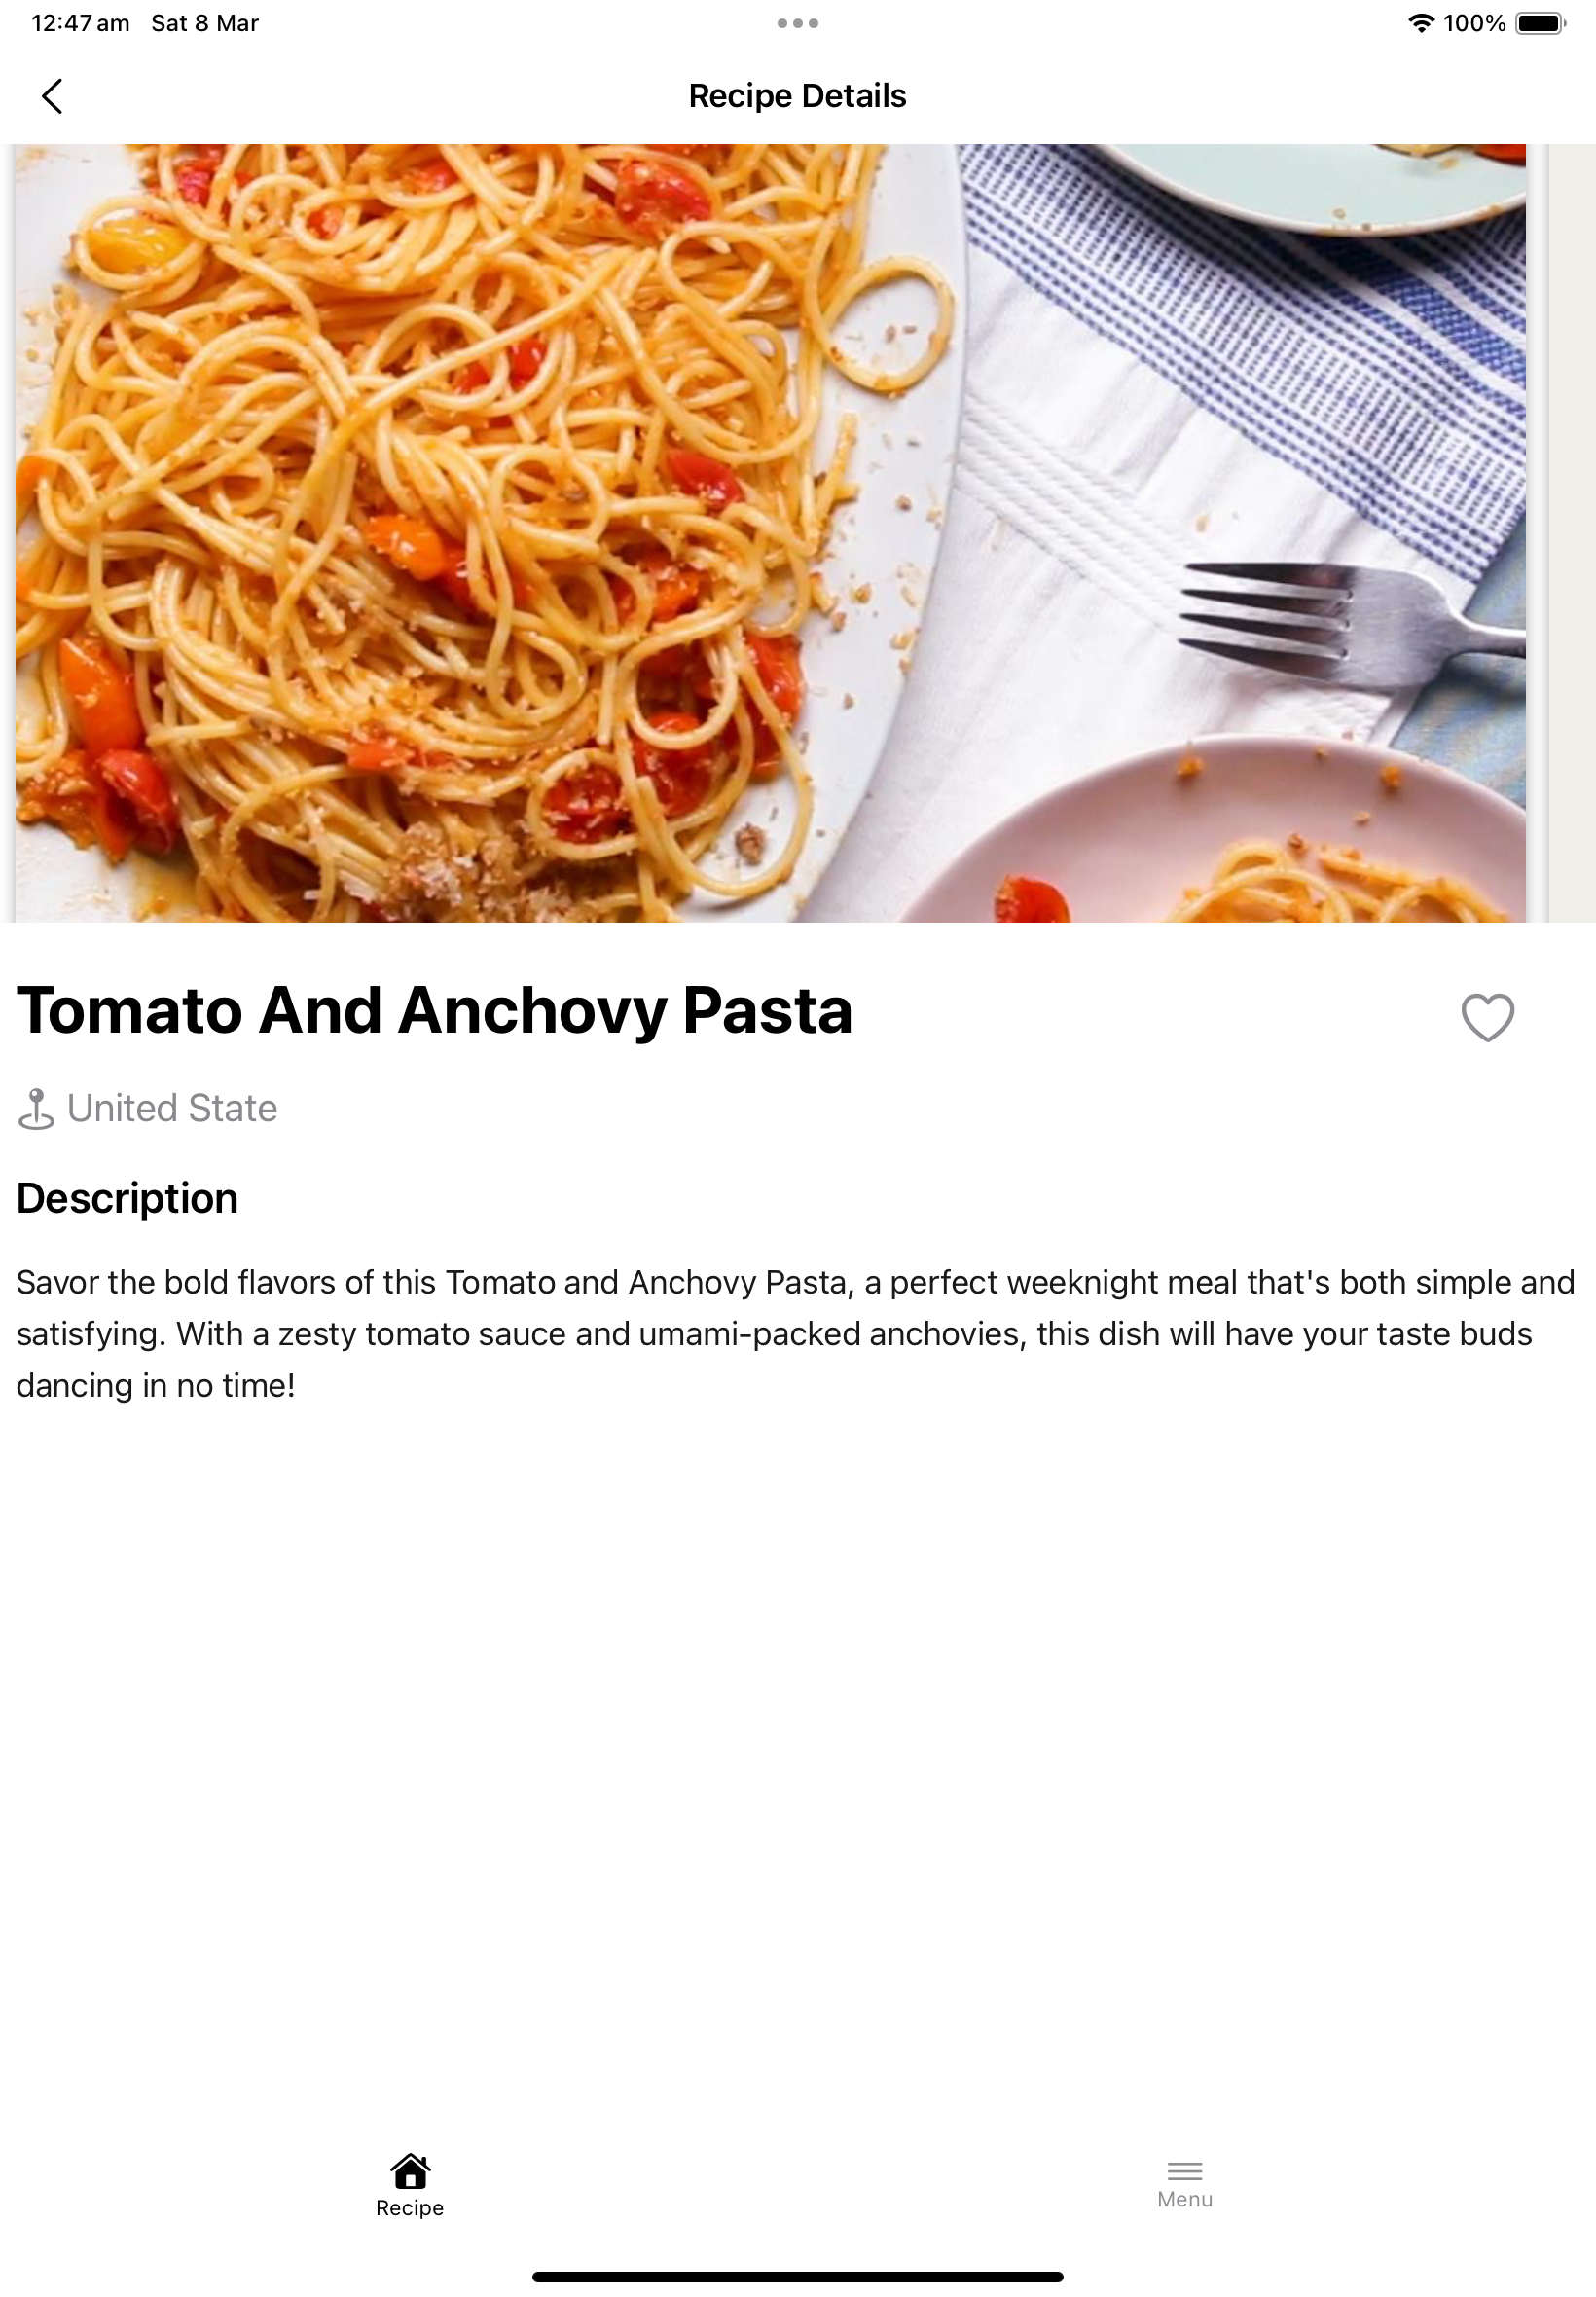 12:47 am Sat 8 Mar 100%
Recipe Details
Tomato And Anchovy Pasta
United State
Description
Savor the bold flavors of this Tomato and Anchovy Pasta, a perfect weeknight meal that's both simple and
satisfying. With a zesty tomato sauce and umami-packed anchovies, this dish will have your taste buds
dancing in no time!
Recipe Menu